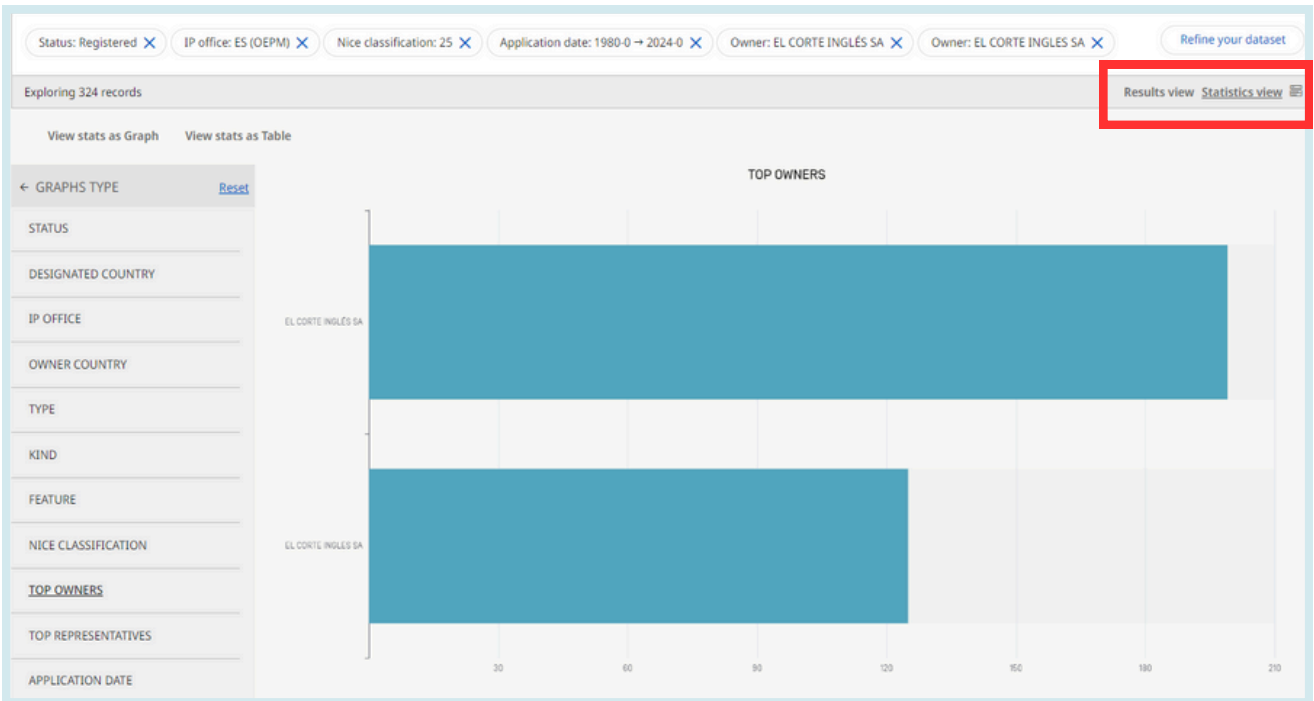 Status: Registered ✕ IP office: ES (OEPM) ✕ Nice classification: 25 ✕ Application date: 1980-0 → 2024-0 ✕ Owner: EL CORTE INGLÉS SA ✕ Owner: EL CORTE INGLES SA ✕ Refine your dataset
Exploring 324 records Results view Statistics view
View stats as Graph View stats as Table
← GRAPHS TYPE Reset
STATUS
DESIGNATED COUNTRY
IP OFFICE
OWNER COUNTRY
TYPE
KIND
FEATURE
NICE CLASSIFICATION
TOP OWNERS
TOP REPRESENTATIVES
APPLICATION DATE
TOP OWNERS
EL CORTE INGLÉS SA
EL CORTE INGLES SA
30 60 90 120 150 180 210